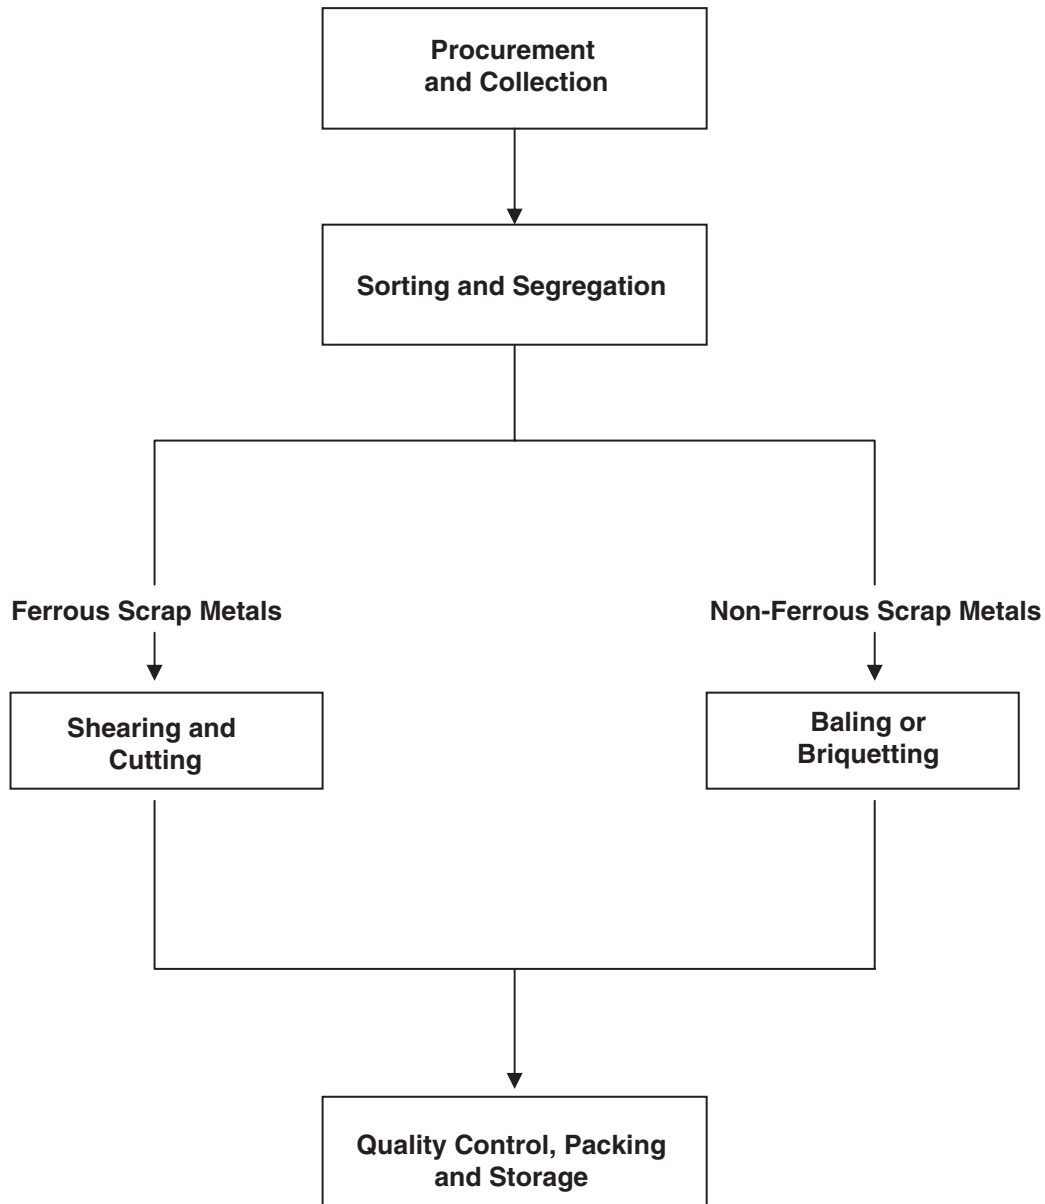 Procurement
and Collection
Sorting and Segregation
Ferrous Scrap Metals
Non-Ferrous Scrap Metals
Shearing and
Cutting
Baling or
Briquetting
Quality Control, Packing
and Storage